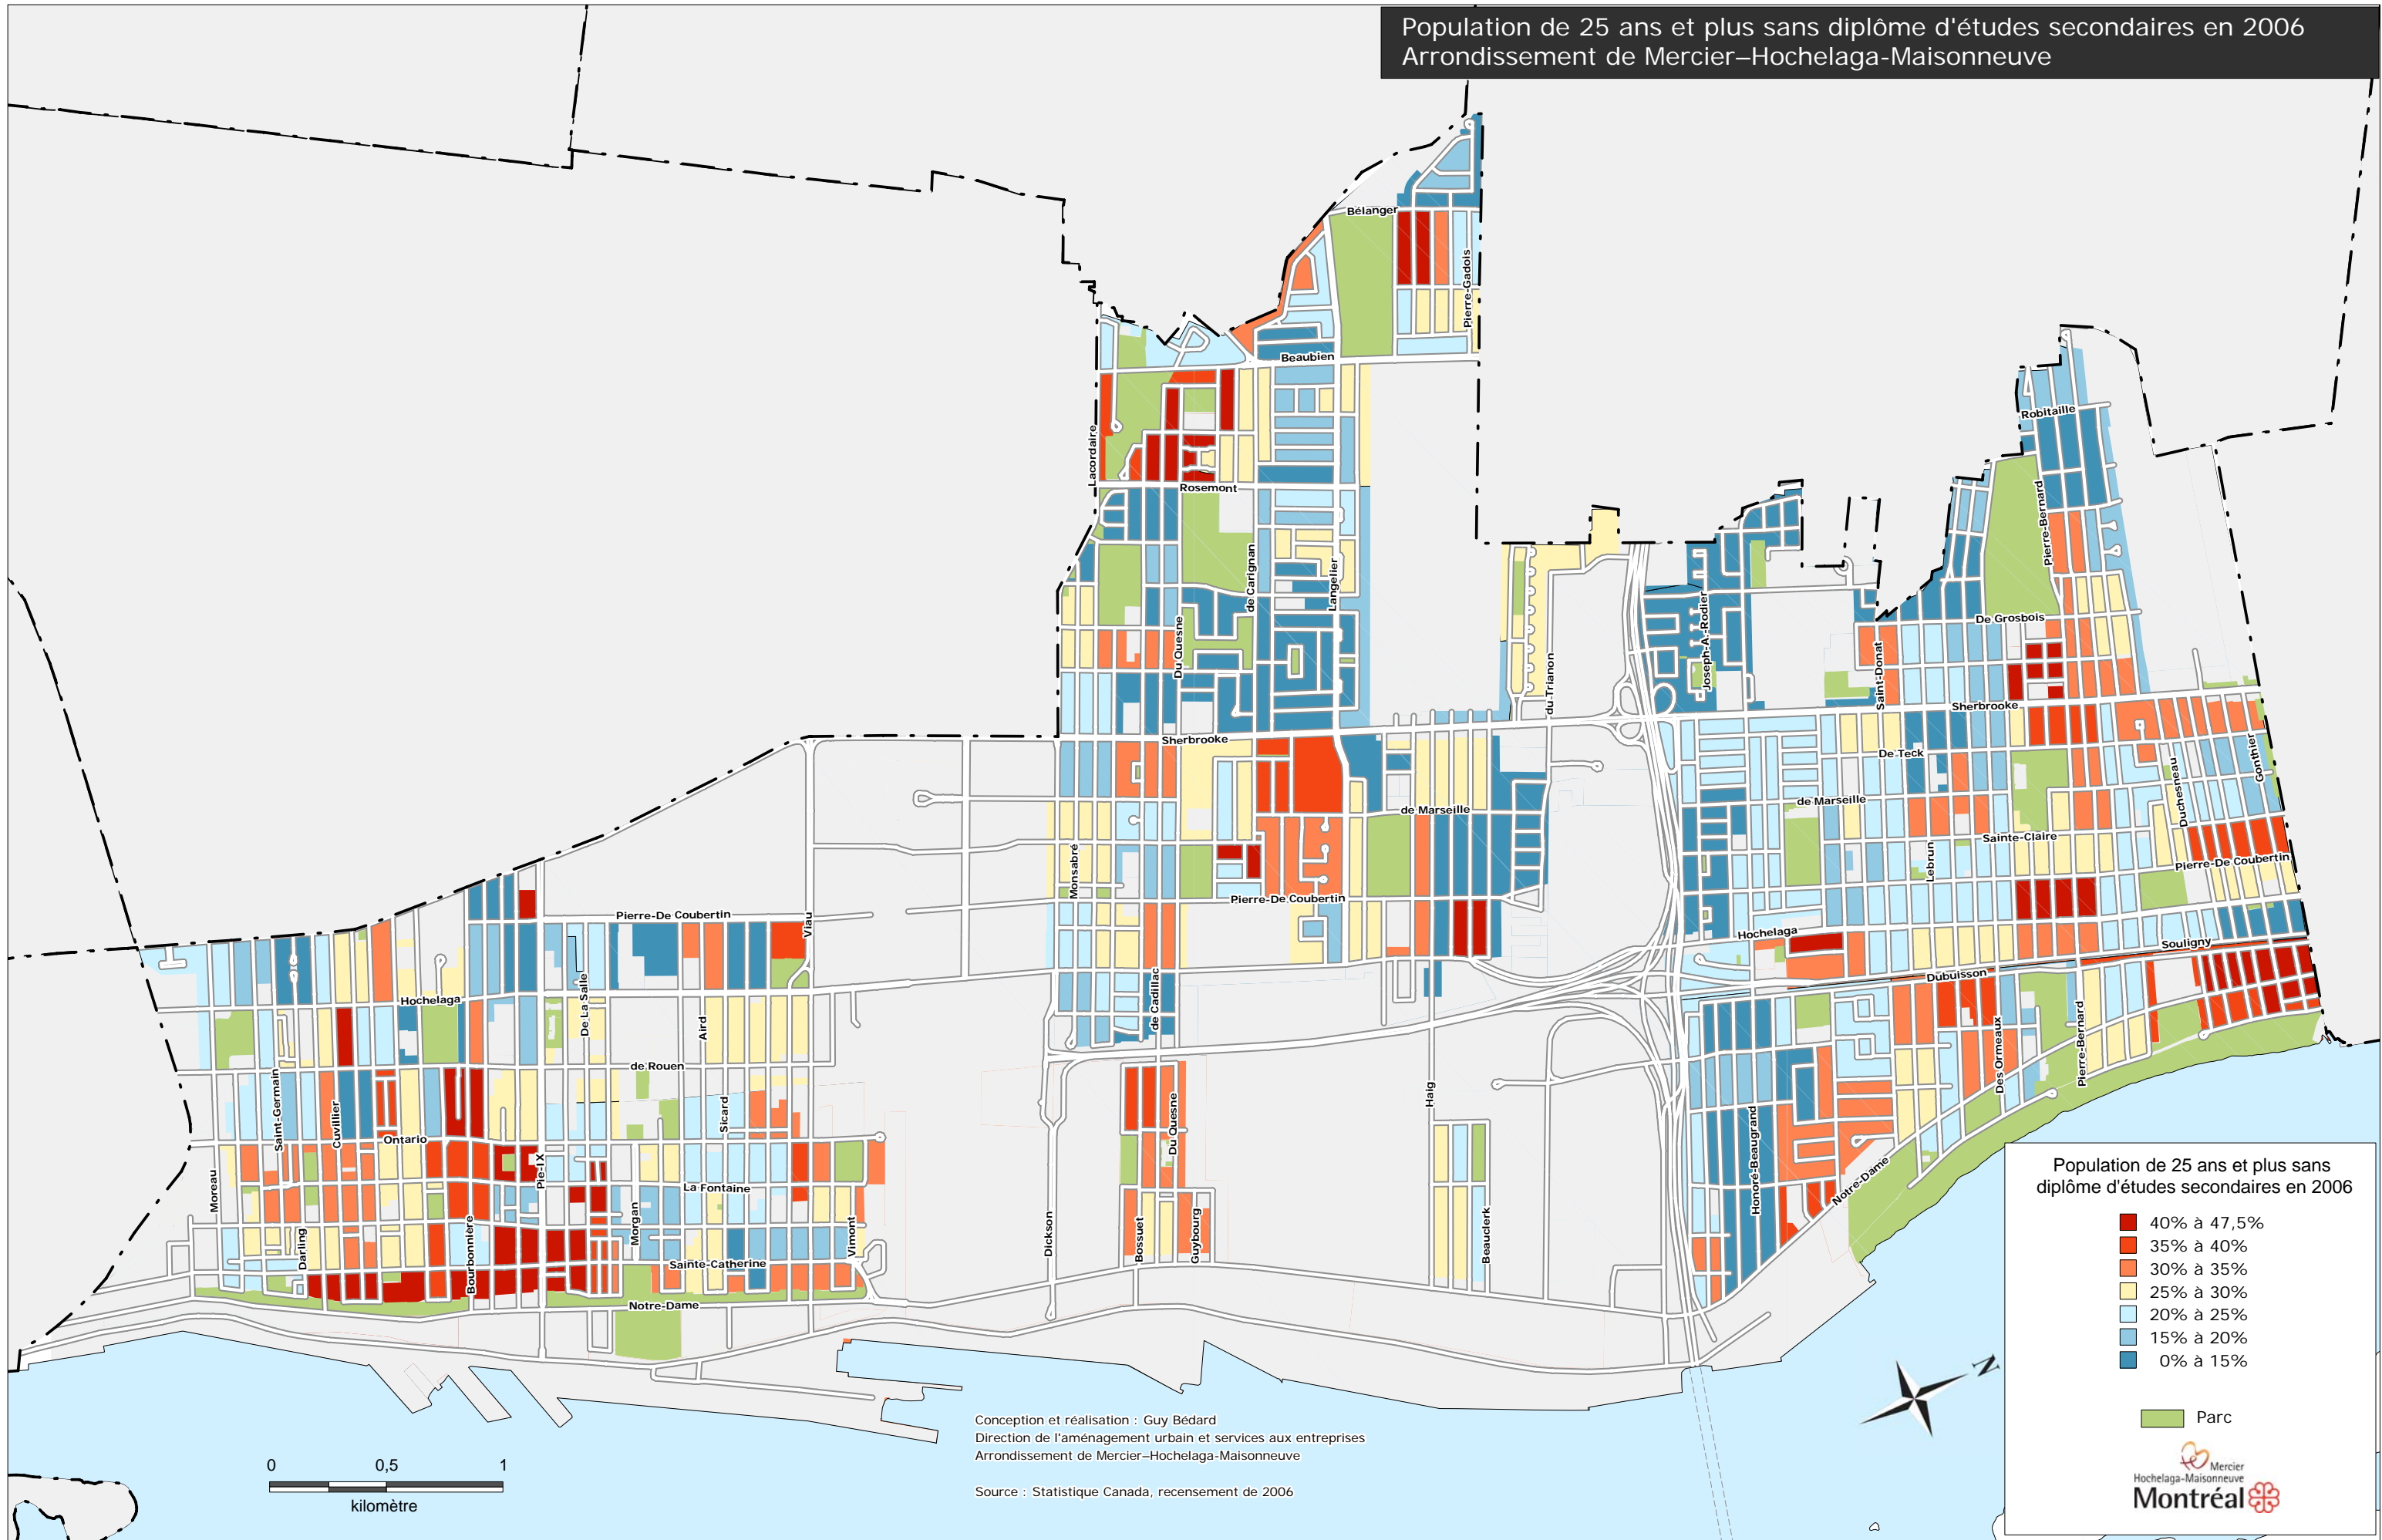 Population de 25 ans et plus sans diplôme d'études secondaires en 2006
Arrondissement de Mercier–Hochelaga-Maisonneuve
Bélanger
Pierre-Gadois
Beaubien
Lacordaire
Rosemont
de Carignan
Langelier
Du Quesne
Sherbrooke
de Marseille
Monsabré
Pierre-De Coubertin
de Cadillac
du Trianon
Joseph-A.-Rodier
Saint-Donat
Robitaille
Pierre-Bernard
De Grosbois
Sherbrooke
De Teck
de Marseille
Sainte-Claire
Lebrun
Duchesneau
Gonthier
Pierre-De Coubertin
Hochelaga
Souligny
Dubuisson
Des Ormeaux
Pierre-Bernard
Honoré-Beaugrand
Notre-Dame
Pierre-De Coubertin
Viau
Hochelaga
De La Salle
Aird
de Rouen
Saint-Germain
Cuvillier
Ontario
Sicard
Moreau
Pie-IX
La Fontaine
Darling
Bourbonnière
Morgan
Vimont
Sainte-Catherine
Notre-Dame
Dickson
Du Quesne
Bossuet
Guybourg
Haig
Beauclerk
Population de 25 ans et plus sans
diplôme d'études secondaires en 2006
40% à 47,5%
35% à 40%
30% à 35%
25% à 30%
20% à 25%
15% à 20%
0% à 15%
Parc
N
Mercier
Hochelaga-Maisonneuve
Montréal
Conception et réalisation : Guy Bédard
Direction de l'aménagement urbain et services aux entreprises
Arrondissement de Mercier–Hochelaga-Maisonneuve
Source : Statistique Canada, recensement de 2006
0 0,5 1
kilomètre